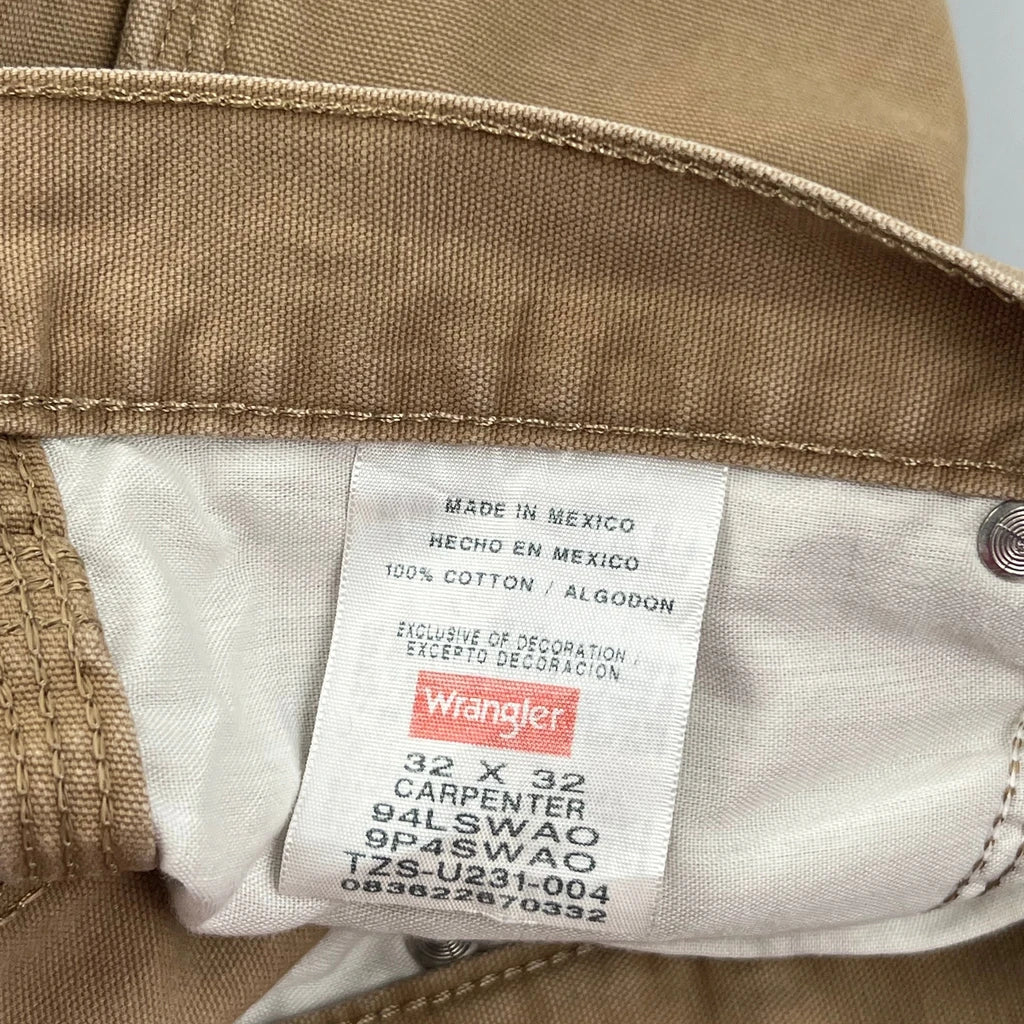 MADE IN MEXICO
HECHO EN MEXICO
100% COTTON / ALGODON
EXCLUSIVE OF DECORATION /
EXCEPTO DECORACION
Wrangler
32 X 32
CARPENTER
94LSWAO
9P4SWAO
TZS-U231-004
083622670332